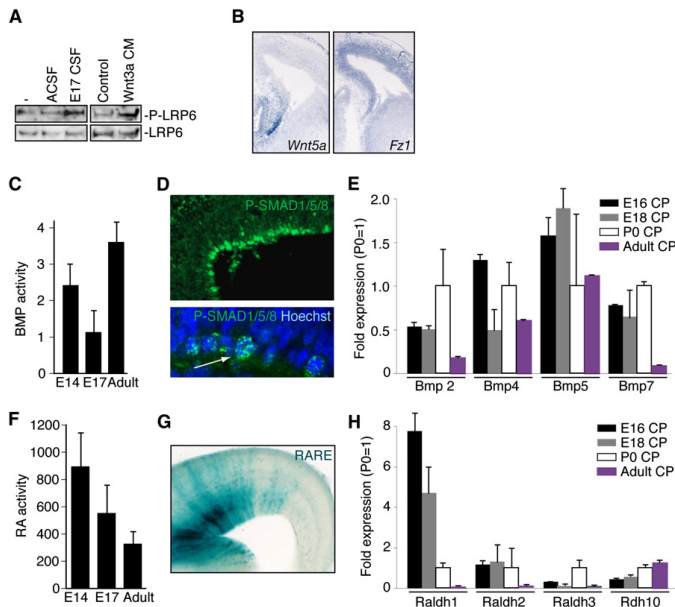 A
-
ACSF
E17 CSF
Control
Wnt3a CM
-P-LRP6
-LRP6
B
Wnt5a
Fz1
C
BMP activity
5
4
3
2
1
0
E14 E17 Adult
D
P-SMAD1/5/8
P-SMAD1/5/8 Hoechst
E
Fold expression (P0=1)
2.0
1.5
1.0
0.5
0
E16 CP
E18 CP
P0 CP
Adult CP
Bmp 2 Bmp4 Bmp5 Bmp7
F
RA activity
1200
1000
800
600
400
200
0
E14 E17 Adult
G
RARE
H
Fold expression (P0=1)
8
6
4
2
0
E16 CP
E18 CP
P0 CP
Adult CP
Raldh1 Raldh2 Raldh3 Rdh10